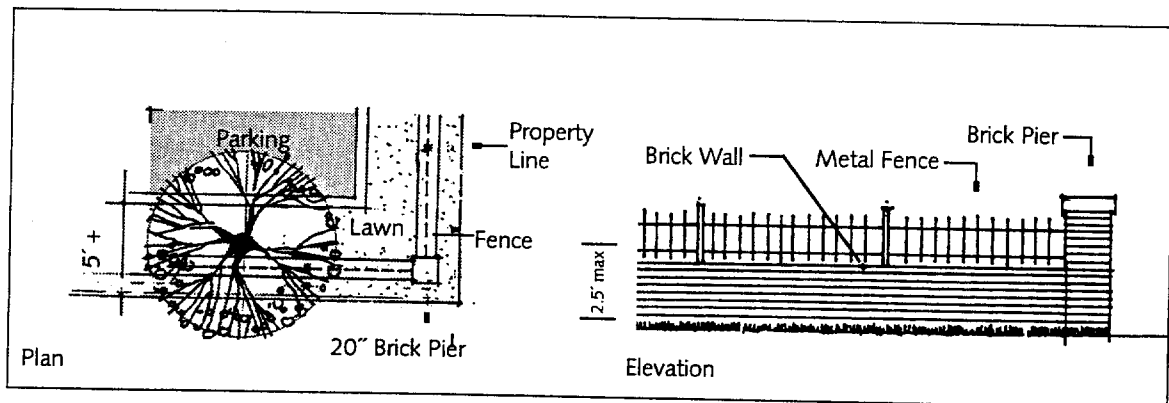 Parking
Property
Line
Lawn
Fence
5′ +
20″ Brick Pier
Plan
Brick Pier
Brick Wall
Metal Fence
2.5′ max
Elevation